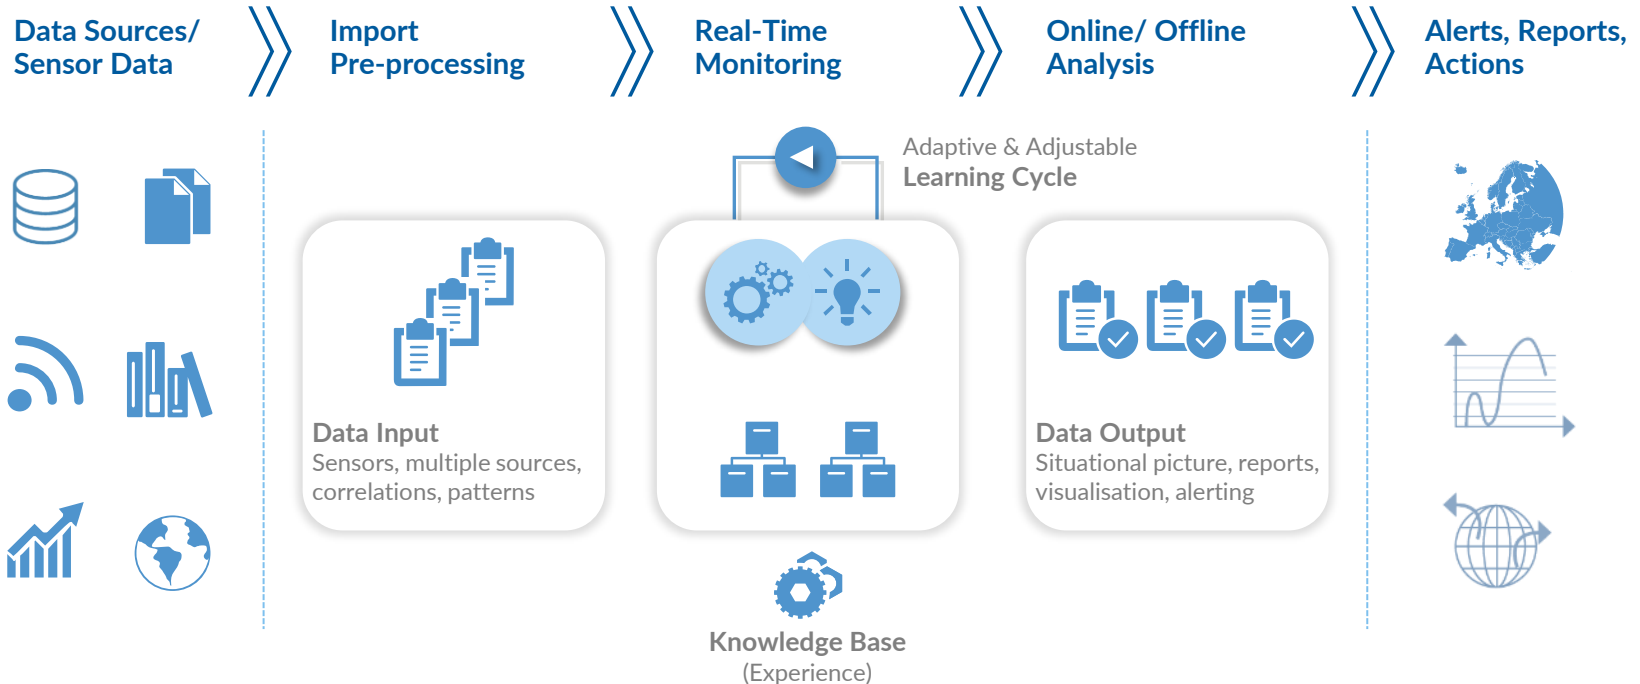 Data Sources/
Sensor Data
Import
Pre-processing
Real-Time
Monitoring
Online/ Offline
Analysis
Alerts, Reports,
Actions
Adaptive & Adjustable
Learning Cycle
Data Input
Sensors, multiple sources,
correlations, patterns
Data Output
Situational picture, reports,
visualisation, alerting
Knowledge Base
(Experience)